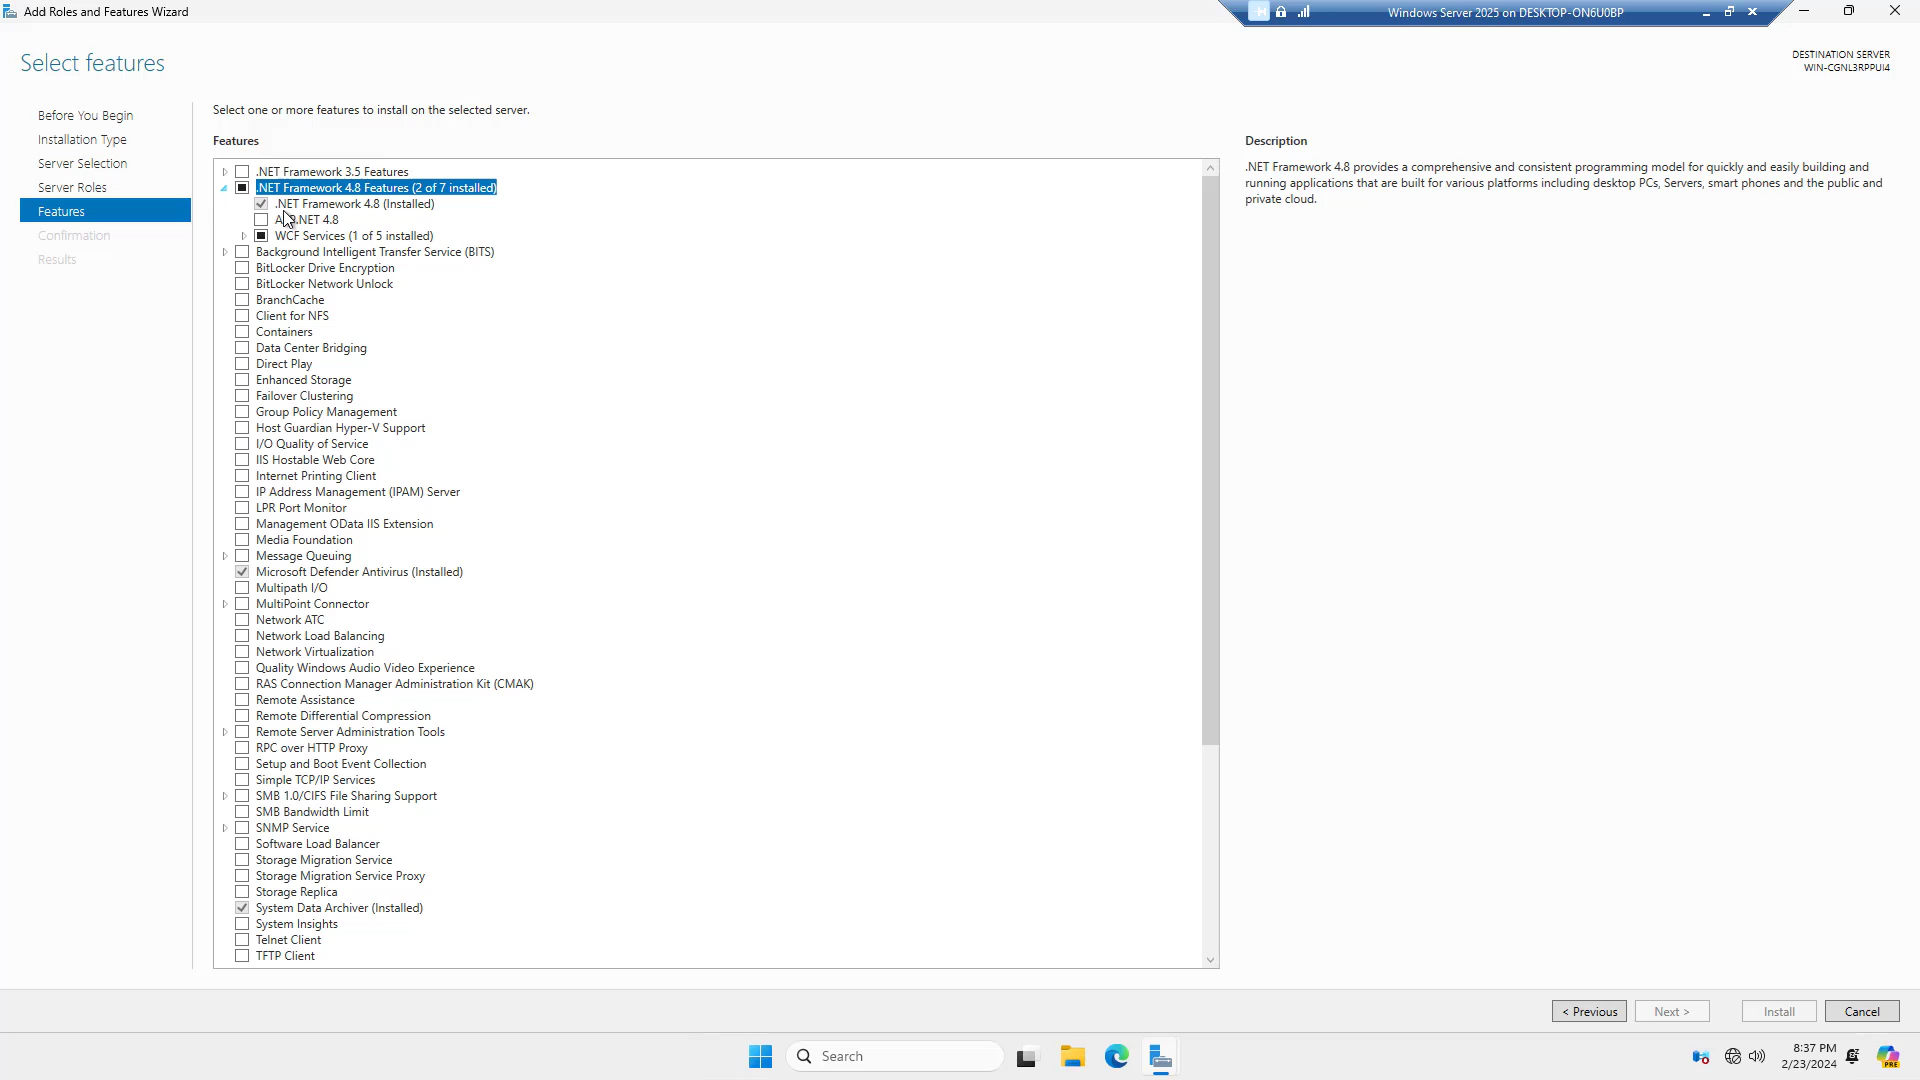 Add Roles and Features Wizard
Windows Server 2025 on DESKTOP-ON6U0BP
Select features
DESTINATION SERVER
WIN-CGNL3RPPUI4
Before You Begin
Installation Type
Server Selection
Server Roles
Features
Confirmation
Results
Select one or more features to install on the selected server.
Features
.NET Framework 3.5 Features
.NET Framework 4.8 Features (2 of 7 installed)
.NET Framework 4.8 (Installed)
.NET 4.8
WCF Services (1 of 5 installed)
Background Intelligent Transfer Service (BITS)
BitLocker Drive Encryption
BitLocker Network Unlock
BranchCache
Client for NFS
Containers
Data Center Bridging
Direct Play
Enhanced Storage
Failover Clustering
Group Policy Management
Host Guardian Hyper-V Support
I/O Quality of Service
IIS Hostable Web Core
Internet Printing Client
IP Address Management (IPAM) Server
LPR Port Monitor
Management OData IIS Extension
Media Foundation
Message Queuing
Microsoft Defender Antivirus (Installed)
Multipath I/O
MultiPoint Connector
Network ATC
Network Load Balancing
Network Virtualization
Quality Windows Audio Video Experience
RAS Connection Manager Administration Kit (CMAK)
Remote Assistance
Remote Differential Compression
Remote Server Administration Tools
RPC over HTTP Proxy
Setup and Boot Event Collection
Simple TCP/IP Services
SMB 1.0/CIFS File Sharing Support
SMB Bandwidth Limit
SNMP Service
Software Load Balancer
Storage Migration Service
Storage Migration Service Proxy
Storage Replica
System Data Archiver (Installed)
System Insights
Telnet Client
TFTP Client
Description
.NET Framework 4.8 provides a comprehensive and consistent programming model for quickly and easily building and
running applications that are built for various platforms including desktop PCs, Servers, smart phones and the public and
private cloud.
< Previous
Next >
Install
Cancel
Search
8:37 PM
2/23/2024
PRE